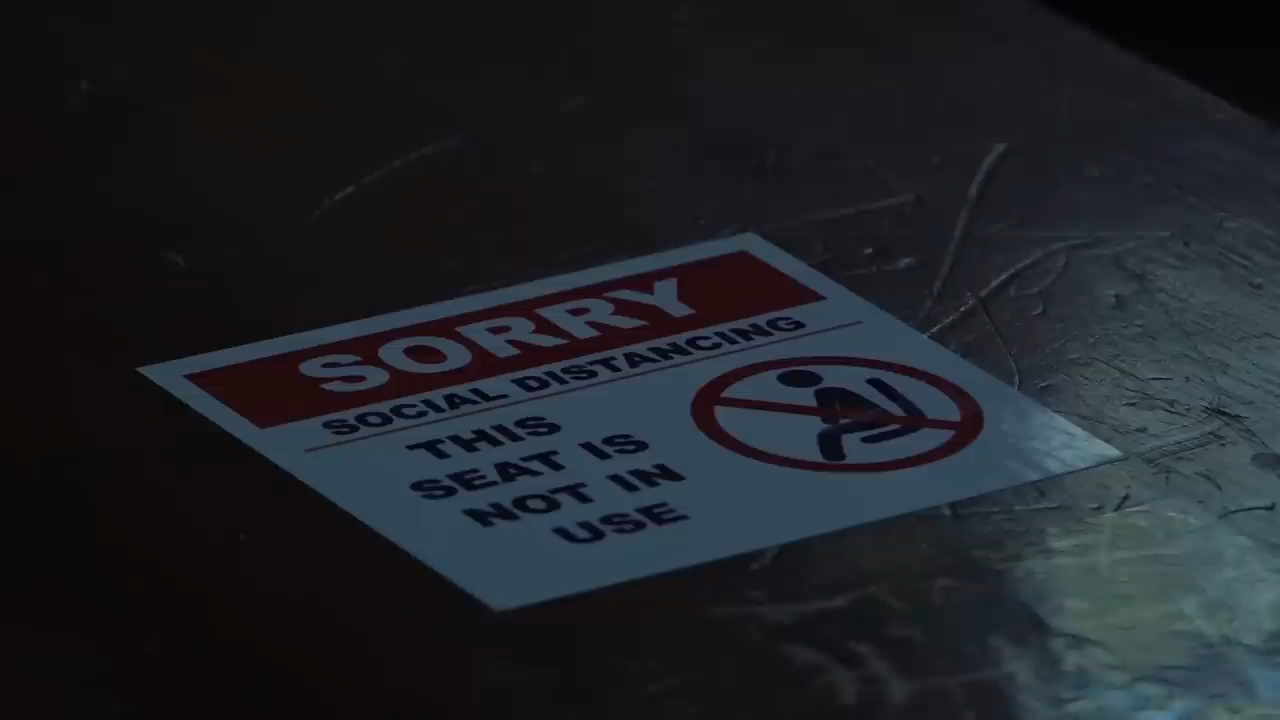 SORRY
SOCIAL DISTANCING
THIS
SEAT IS
NOT IN
USE